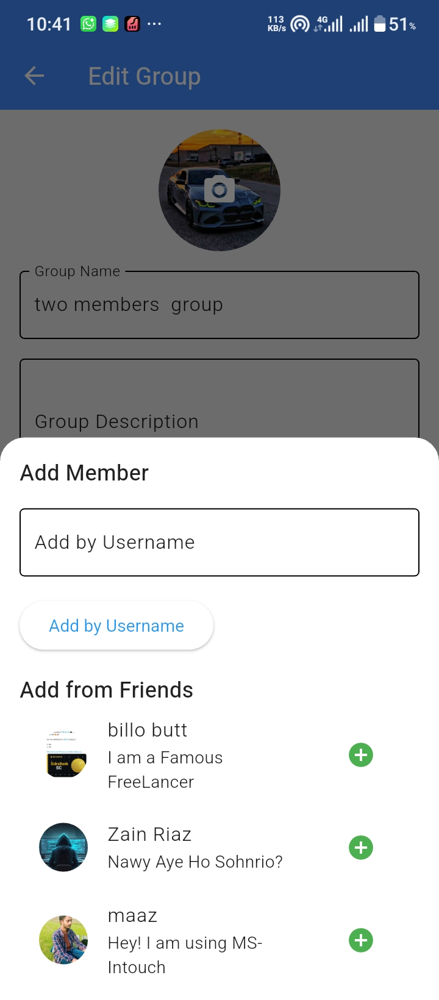 10:41
113
KB/s
4G
51%
Edit Group
Group Name
two members  group
Group Description
Add Member
Add by Username
Add by Username
Add from Friends
billo butt
I am a Famous
FreeLancer
SidraBank
SC
Zain Riaz
Nawy Aye Ho Sohnrio?
maaz
Hey! I am using MS-
Intouch